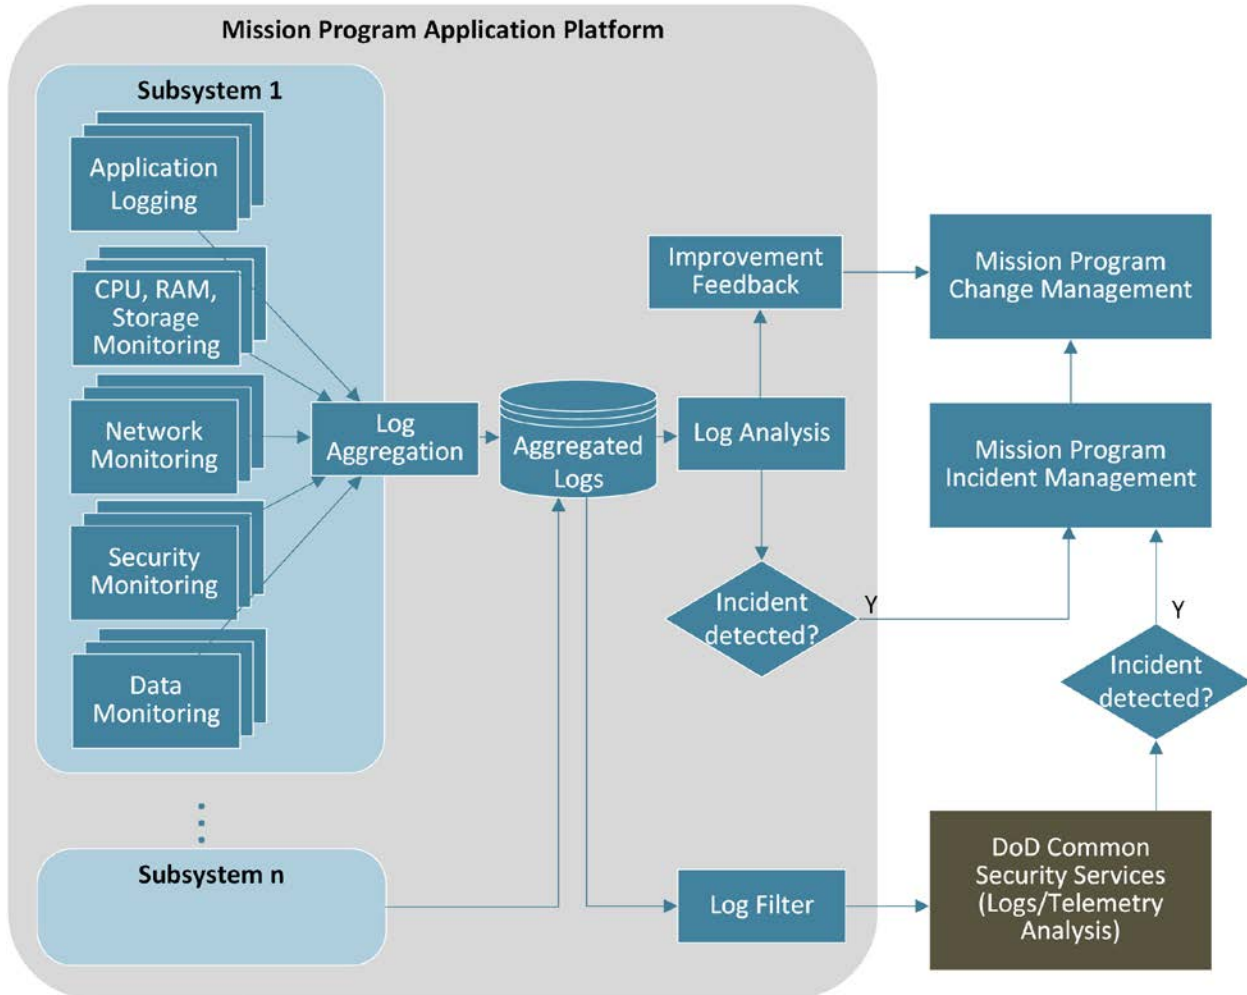 Mission Program Application Platform
Subsystem 1
Application
Logging
CPU, RAM,
Storage
Monitoring
Network
Monitoring
Security
Monitoring
Data
Monitoring
Log
Aggregation
Aggregated
Logs
Log Analysis
Improvement
Feedback
Mission Program
Change Management
Mission Program
Incident Management
Incident
detected?
Y
Incident
detected?
Y
Subsystem n
Log Filter
DoD Common
Security Services
(Logs/Telemetry
Analysis)